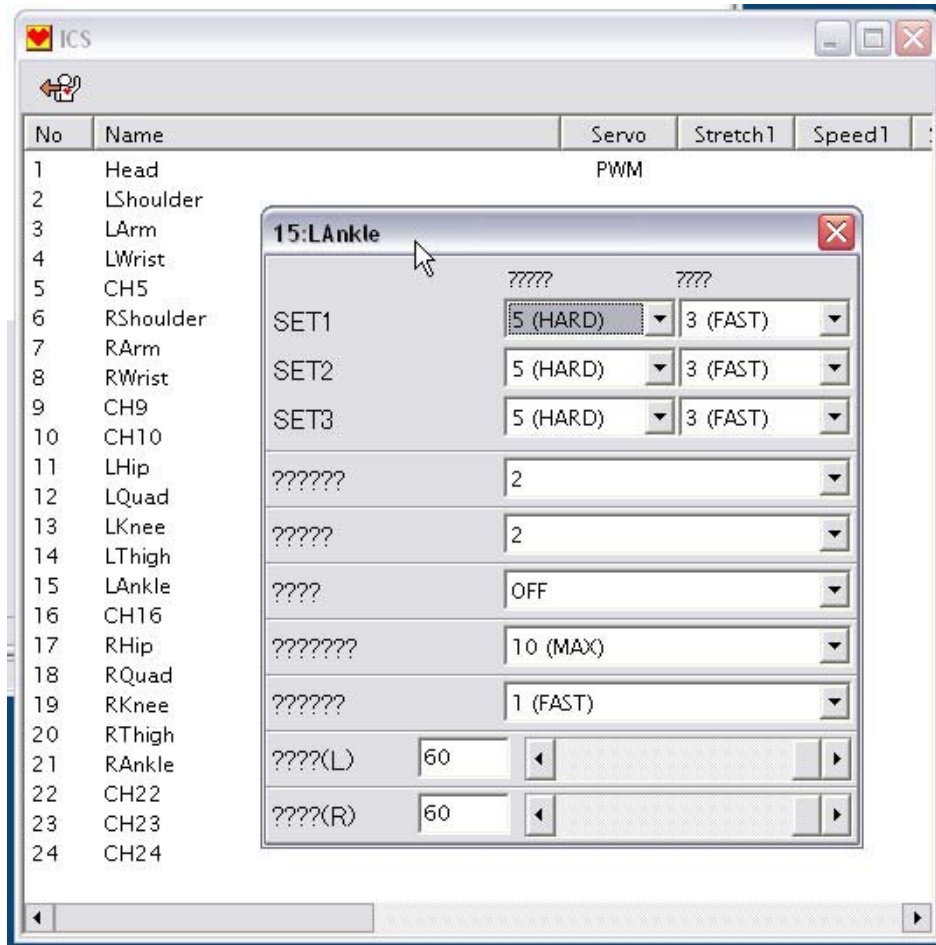 ICS
No Name Servo Stretch1 Speed1
1 Head PWM
2 LShoulder
3 LArm
4 LWrist
5 CH5
6 RShoulder
7 RArm
8 RWrist
9 CH9
10 CH10
11 LHip
12 LQuad
13 LKnee
14 LThigh
15 LAnkle
16 CH16
17 RHip
18 RQuad
19 RKnee
20 RThigh
21 RAnkle
22 CH22
23 CH23
24 CH24
15:LAnkle
????? ????
SET1 5 (HARD) 3 (FAST)
SET2 5 (HARD) 3 (FAST)
SET3 5 (HARD) 3 (FAST)
?????? 2
????? 2
???? OFF
??????? 10 (MAX)
?????? 1 (FAST)
????(L) 60
????(R) 60